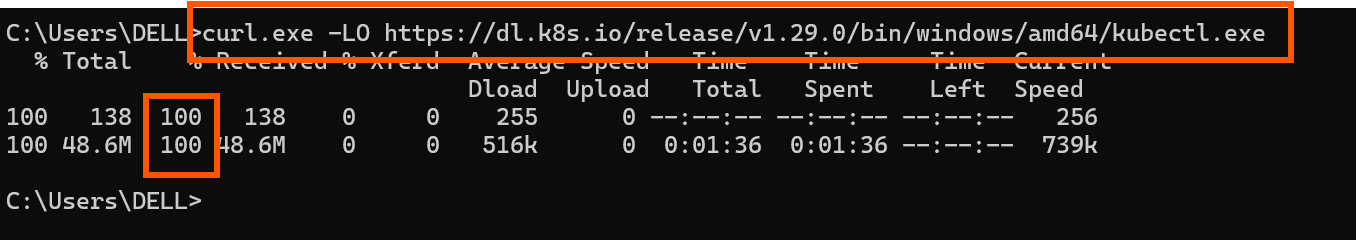 C:\Users\DELL>curl.exe -LO https://dl.k8s.io/release/v1.29.0/bin/windows/amd64/kubectl.exe
% Total % Received % Xferd Average Speed Time Time Time Current
Dload Upload Total Spent Left Speed
100 138 100 138 0 0 255 0 --:--:-- --:--:-- --:--:-- 256
100 48.6M 100 48.6M 0 0 516k 0 0:01:36 0:01:36 --:--:-- 739k
C:\Users\DELL>